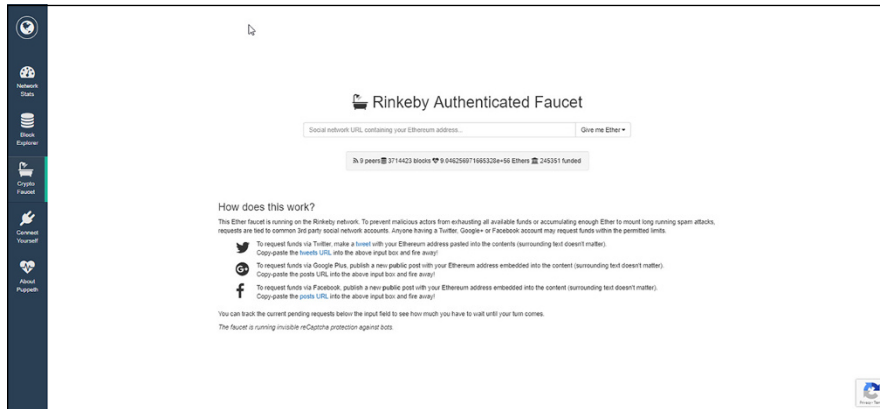 Network
Stats
Block
Explorer
Crypto
Faucet
Connect
Yourself
About
Puppeth
Rinkeby Authenticated Faucet
Social network URL containing your Ethereum address...
Give me Ether
9 peers 3714423 blocks 9.046256971665328e+56 Ethers 245351 funded
How does this work?
This Ether faucet is running on the Rinkeby network. To prevent malicious actors from exhausting all available funds or accumulating enough Ether to mount long running spam attacks,
requests are tied to common 3rd party social network accounts. Anyone having a Twitter, Google+ or Facebook account may request funds within the permitted limits.
To request funds via Twitter, make a tweet with your Ethereum address pasted into the contents (surrounding text doesn't matter).
Copy-paste the tweets URL into the above input box and fire away!
To request funds via Google Plus, publish a new public post with your Ethereum address embedded into the content (surrounding text doesn't matter).
Copy-paste the posts URL into the above input box and fire away!
To request funds via Facebook, publish a new public post with your Ethereum address embedded into the content (surrounding text doesn't matter).
Copy-paste the posts URL into the above input box and fire away!
You can track the current pending requests below the input field to see how much you have to wait until your turn comes.
The faucet is running invisible reCaptcha protection against bots.